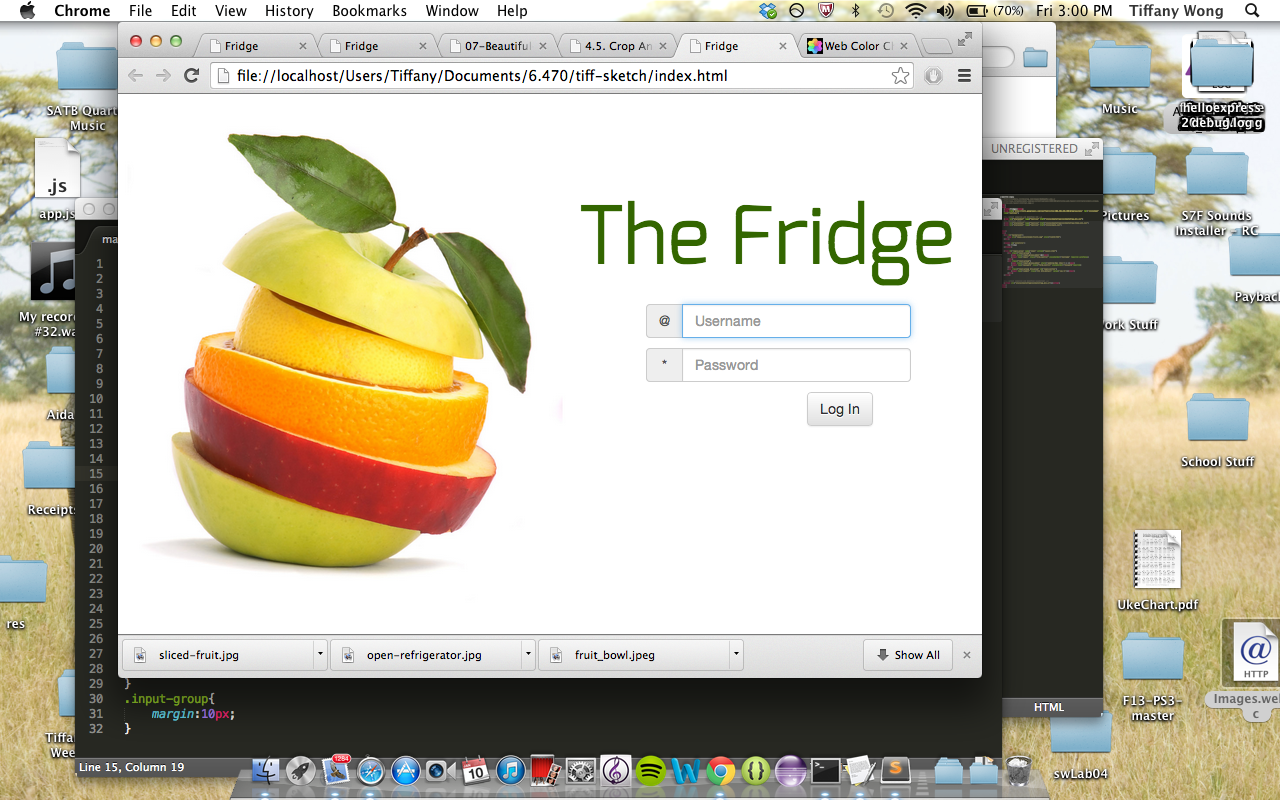 Chrome File Edit View History Bookmarks Window Help (70%) Fri 3:00 PM Tiffany Wong
Fridge
Fridge
07-Beautiful
4.5. Crop An
Fridge
Web Color C
file://localhost/Users/Tiffany/Documents/6.470/tiff-sketch/index.html
The Fridge
@ Username
* Password
Log In
sliced-fruit.jpg
open-refrigerator.jpg
fruit_bowl.jpeg
Show All
SATB Quart
Music
.js
app.js
My record
#32.wa
Aida
Receipts
res
Tiffa
Wee
ma
1
2
3
4
5
6
7
8
9
10
11
12
13
14
15
16
17
18
19
20
21
22
23
24
25
26
27
28
29 }
30 .input-group{
31 margin:10px;
32 }
Line 15, Column 19
UNREGISTERED
HTML
Music
helloexpress
debug.log
Pictures
S7F Sounds
Installer - RC
Payback
ork Stuff
School Stuff
UkeChart.pdf
F13-PS3-
master
@
HTTP
Images.we
c
swLab04
1284
10